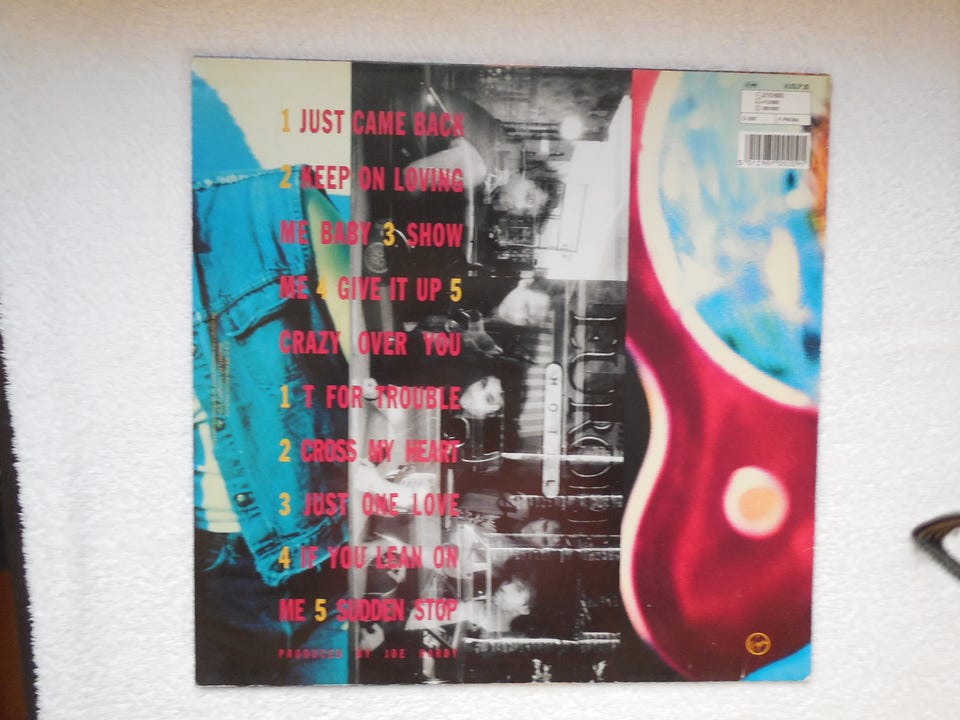 1 JUST CAME BACK
2 KEEP ON LOVING
ME BABY 3 SHOW
ME 4 GIVE IT UP 5
CRAZY OVER YOU
1 T FOR TROUBLE
2 CROSS MY HEART
3 JUST ONE LOVE
4 IF YOU LEAN ON
ME 5 SUDDEN STOP
PRODUCED BY JOE HARDY
MOTEL